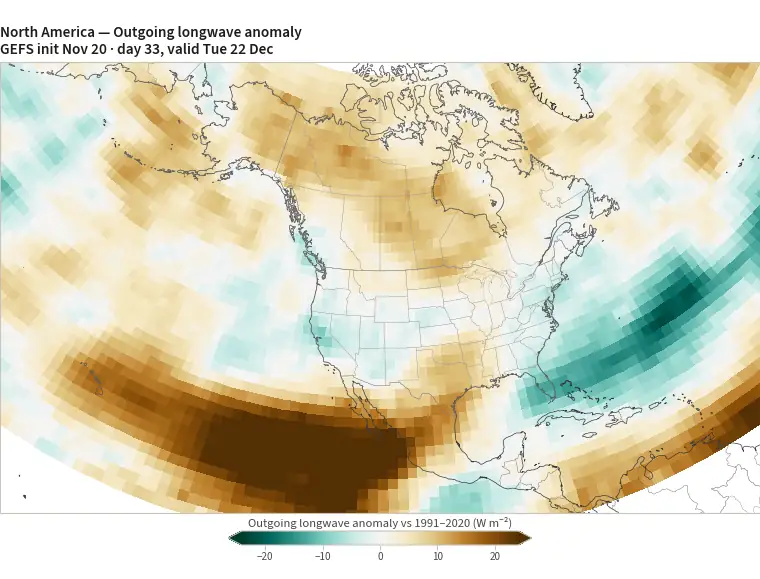 North America — Outgoing longwave anomaly
GEFS init Nov 20 · day 33, valid Tue 22 Dec
Outgoing longwave anomaly vs 1991–2020 (W m⁻²)
−20 −10 0 10 20